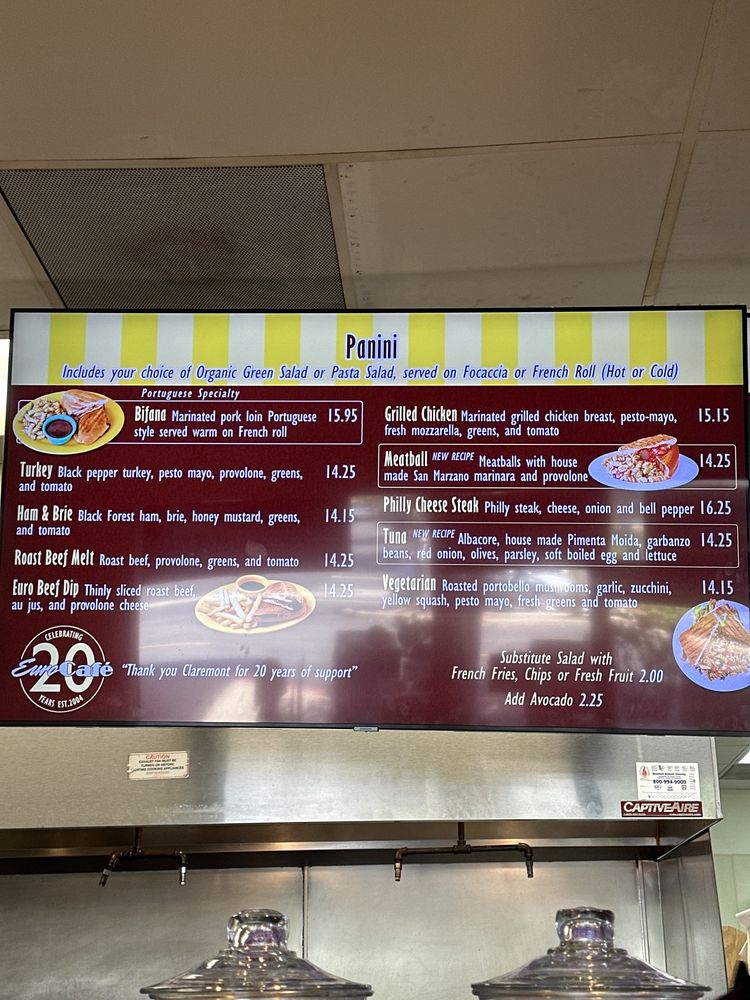 Panini
Includes your choice of Organic Green Salad or Pasta Salad, served on Focaccia or French Roll (Hot or Cold)
Portuguese Specialty
Bifana Marinated pork loin Portuguese 15.95
style served warm on French roll
Turkey Black pepper turkey, pesto mayo, provolone, greens, 14.25
and tomato
Ham & Brie Black Forest ham, brie, honey mustard, greens, 14.15
and tomato
Roast Beef Melt Roast beef, provolone, greens, and tomato 14.25
Euro Beef Dip Thinly sliced roast beef, 14.25
au jus, and provolone cheese
CELEBRATING
20
Euro Café
YEARS EST.2004
"Thank you Claremont for 20 years of support"
Grilled Chicken Marinated grilled chicken breast, pesto-mayo, 15.15
fresh mozzarella, greens, and tomato
Meatball NEW RECIPE Meatballs with house 14.25
made San Marzano marinara and provolone
Philly Cheese Steak Philly steak, cheese, onion and bell pepper 16.25
Tuna NEW RECIPE Albacore, house made Pimenta Moida, garbanzo 14.25
beans, red onion, olives, parsley, soft boiled egg and lettuce
Vegetarian Roasted portobello mushrooms, garlic, zucchini, 14.15
yellow squash, pesto mayo, fresh greens and tomato
Substitute Salad with
French Fries, Chips or Fresh Fruit 2.00
Add Avocado 2.25
CAUTION
EXHAUST FAN MUST BE
TURNED ON BEFORE
800-994-9000
CAPTIVEAIRE